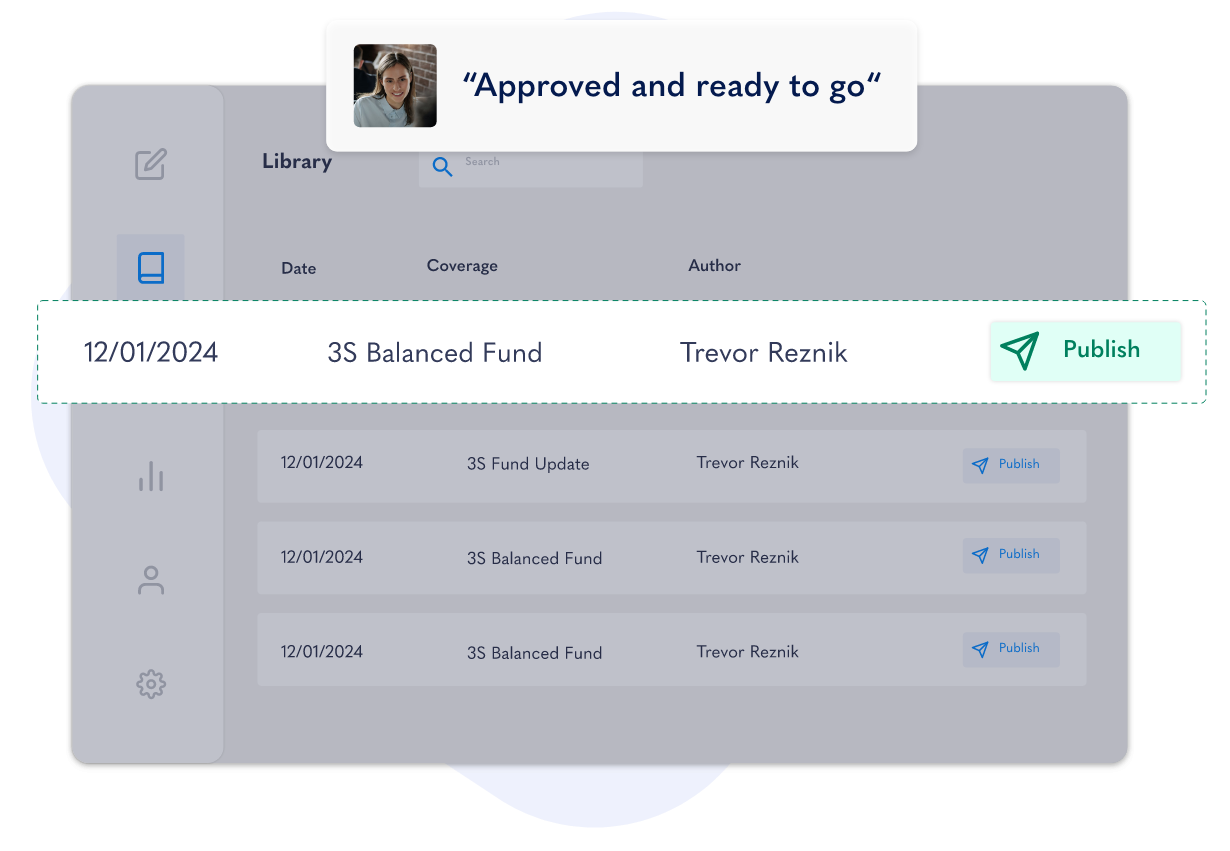 “Approved and ready to go“
Library
Search
Date Coverage Author
12/01/2024 3S Balanced Fund Trevor Reznik Publish
12/01/2024 3S Fund Update Trevor Reznik Publish
12/01/2024 3S Balanced Fund Trevor Reznik Publish
12/01/2024 3S Balanced Fund Trevor Reznik Publish